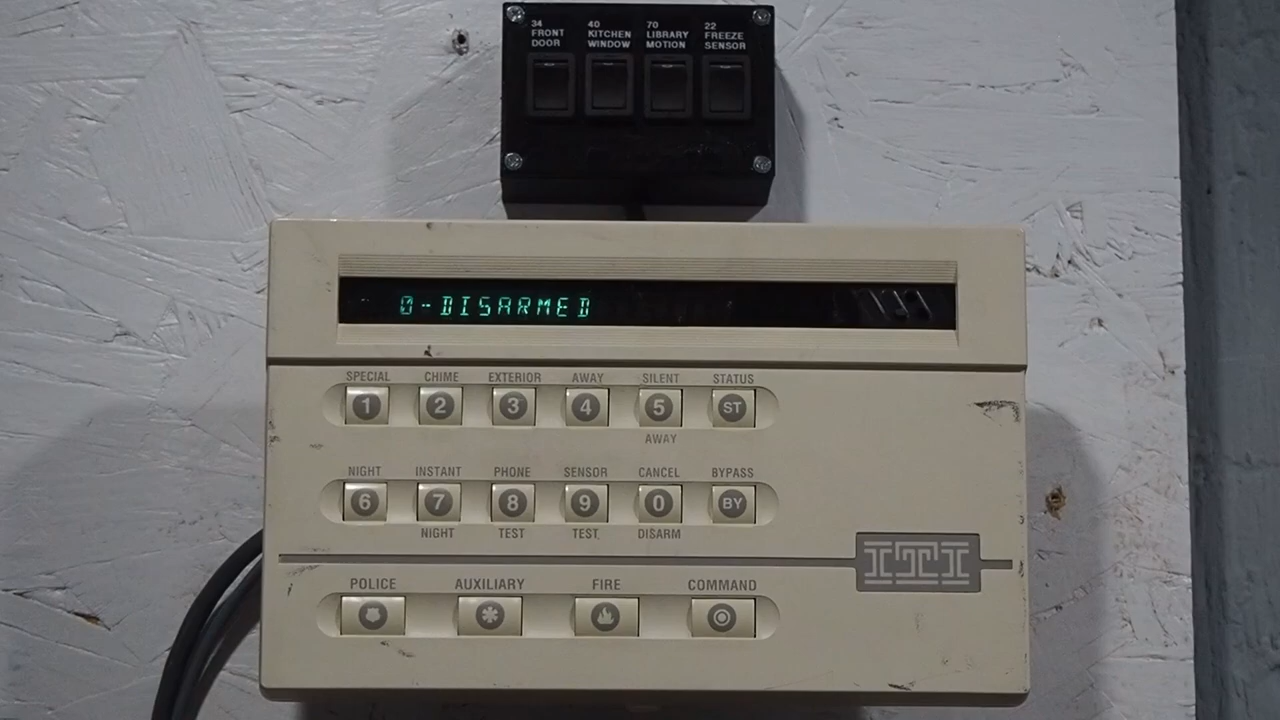 34 40 70 22
FRONT KITCHEN LIBRARY FREEZE
DOOR WINDOW MOTION SENSOR
0-DISARMED
SPECIAL CHIME EXTERIOR AWAY SILENT STATUS
1 2 3 4 5 ST
AWAY
NIGHT INSTANT PHONE SENSOR CANCEL BYPASS
6 7 8 9 0 BY
NIGHT TEST TEST DISARM
ITI
POLICE AUXILIARY FIRE COMMAND